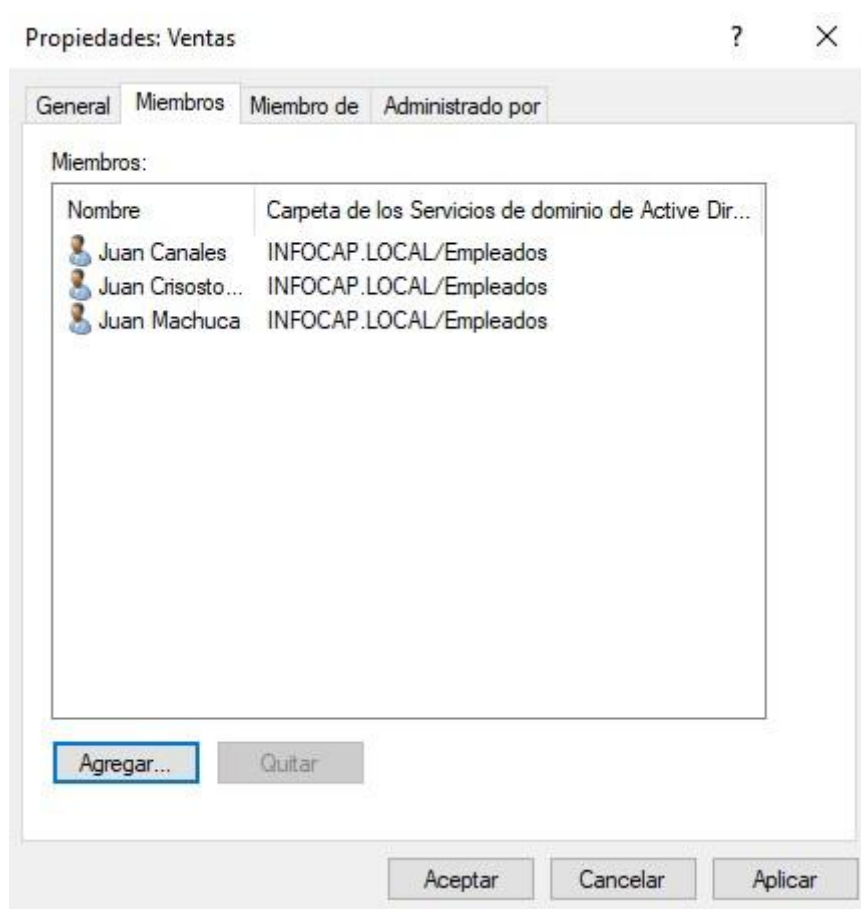 Propiedades: Ventas ? ×
General Miembros Miembro de Administrado por
Miembros:
Nombre Carpeta de los Servicios de dominio de Active Dir...
Juan Canales INFOCAP.LOCAL/Empleados
Juan Crisosto... INFOCAP.LOCAL/Empleados
Juan Machuca INFOCAP.LOCAL/Empleados
Agregar... Quitar
Aceptar Cancelar Aplicar